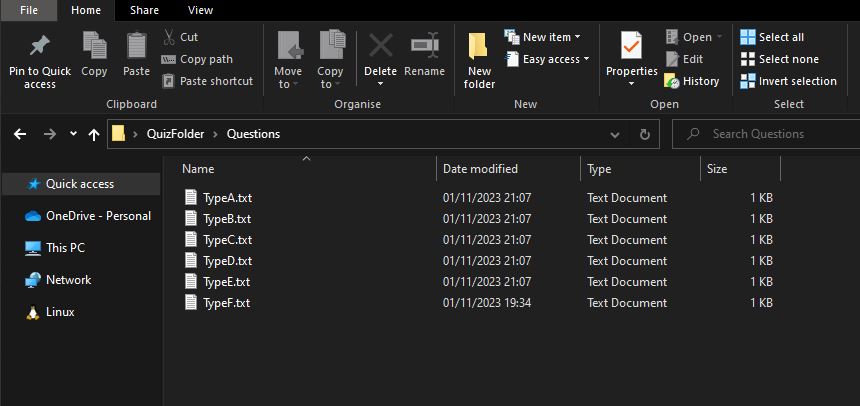 File Home Share View
Pin to Quick access
Copy
Paste
Cut
Copy path
Paste shortcut
Clipboard
Move to
Copy to
Delete
Rename
Organise
New folder
New item
Easy access
New
Properties
Open
Edit
History
Open
Select all
Select none
Invert selection
Select
QuizFolder Questions
Search Questions
Quick access
OneDrive - Personal
This PC
Network
Linux
Name Date modified Type Size
TypeA.txt 01/11/2023 21:07 Text Document 1 KB
TypeB.txt 01/11/2023 21:07 Text Document 1 KB
TypeC.txt 01/11/2023 21:07 Text Document 1 KB
TypeD.txt 01/11/2023 21:07 Text Document 1 KB
TypeE.txt 01/11/2023 21:07 Text Document 1 KB
TypeF.txt 01/11/2023 19:34 Text Document 1 KB